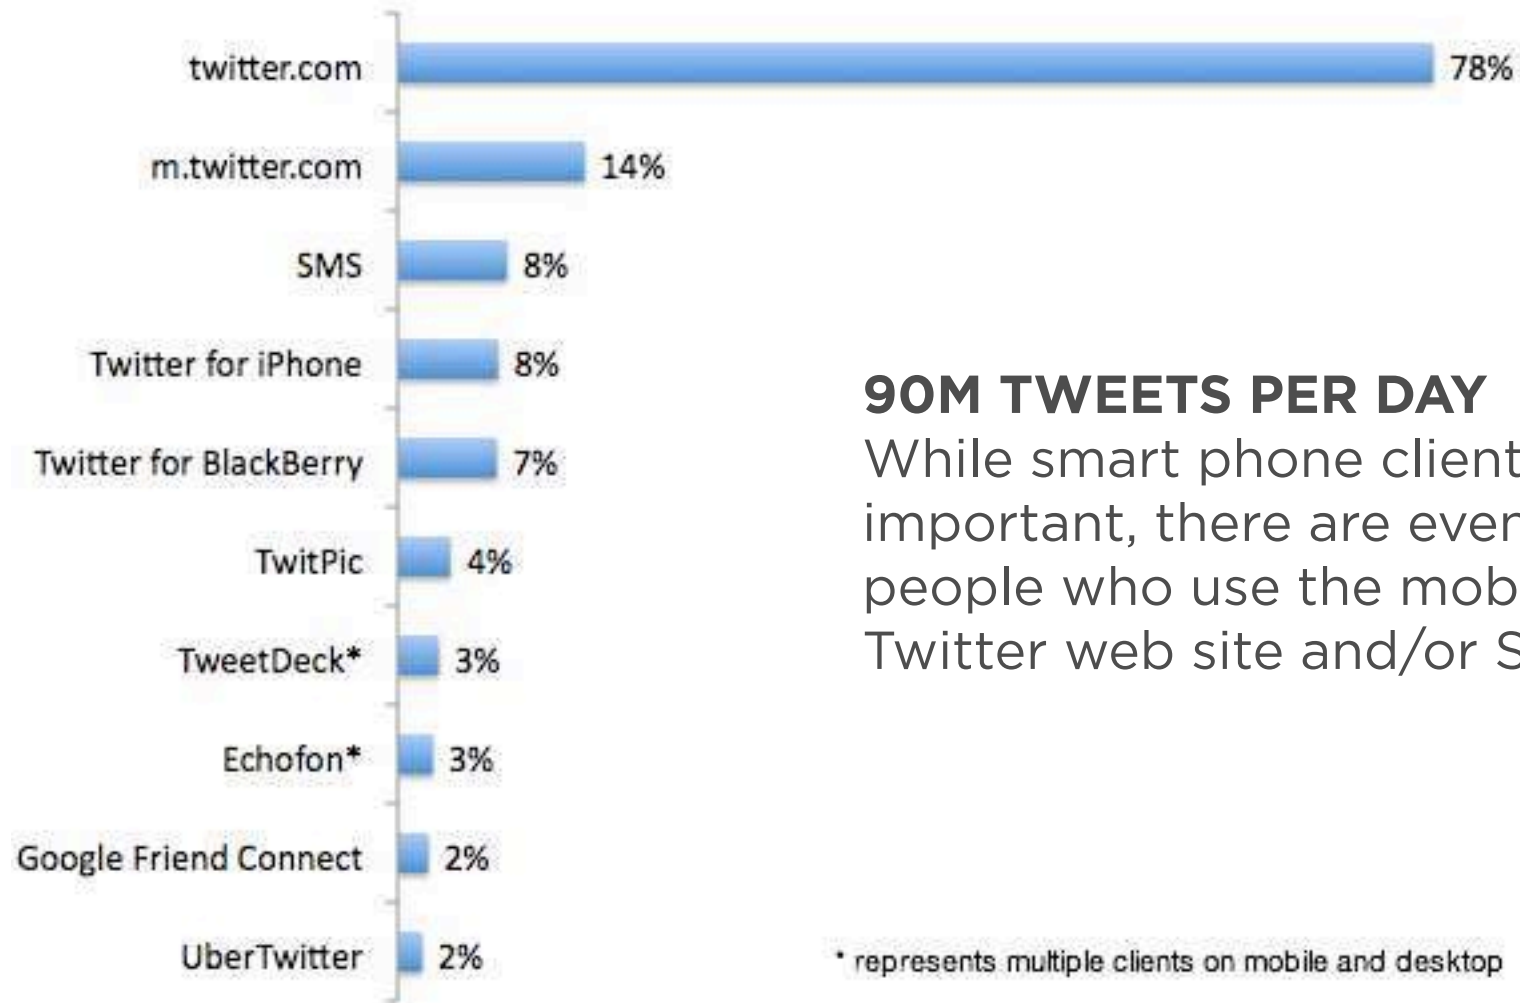 twitter.com 78%
m.twitter.com 14%
SMS 8%
Twitter for iPhone 8%
Twitter for BlackBerry 7%
TwitPic 4%
TweetDeck* 3%
Echofon* 3%
Google Friend Connect 2%
UberTwitter 2%
90M TWEETS PER DAY
While smart phone client
important, there are even
people who use the mob
Twitter web site and/or S
* represents multiple clients on mobile and desktop